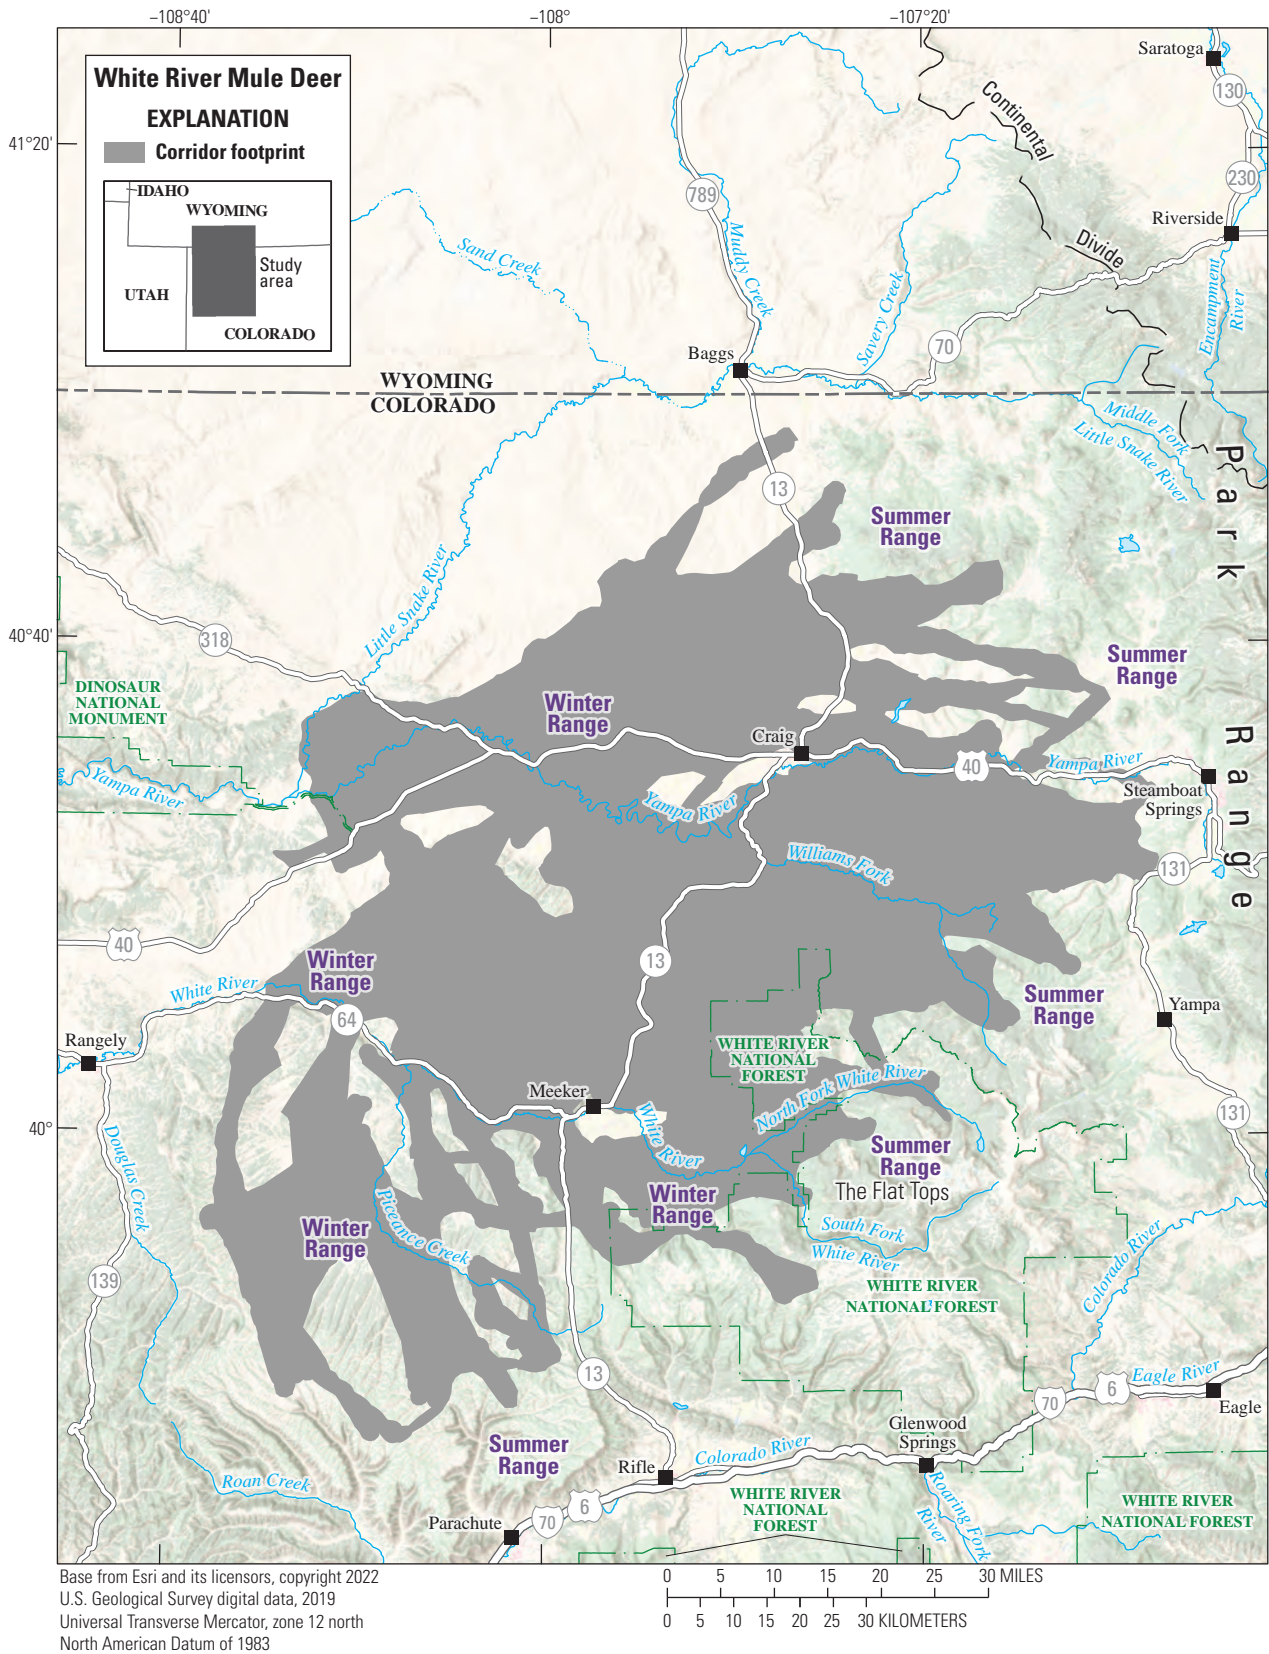 −108°40'
−108°
−107°20'
41°20'
40°40'
40°
White River Mule Deer
EXPLANATION
Corridor footprint
IDAHO
WYOMING
Study
area
UTAH
COLORADO
Saratoga
130
Continental
Divide
230
Riverside
789
Muddy Creek
Sand Creek
Savery Creek
Encampment
River
70
Baggs
WYOMING
COLORADO
Middle Fork
Little Snake River
Park
Range
13
Summer
Range
Little Snake River
318
Summer
Range
DINOSAUR
NATIONAL
MONUMENT
Winter
Range
Craig
40
Yampa River
Yampa River
Yampa River
Steamboat
Springs
Williams Fork
131
40
13
Winter
Range
White River
64
Summer
Range
Yampa
Rangely
WHITE RIVER
NATIONAL
FOREST
Meeker
North Fork White River
White River
131
Douglas Creek
Summer
Range
The Flat Tops
Winter
Range
Piceance Creek
Winter
Range
South Fork
White River
139
Colorado River
WHITE RIVER
NATIONAL FOREST
13
Eagle River
6
70
Eagle
Glenwood
Springs
Summer
Range
Colorado River
Rifle
Roan Creek
Roaring Fork
River
WHITE RIVER
NATIONAL
FOREST
WHITE RIVER
NATIONAL FOREST
6
70
Parachute
Base from Esri and its licensors, copyright 2022
U.S. Geological Survey digital data, 2019
Universal Transverse Mercator, zone 12 north
North American Datum of 1983
0 5 10 15 20 25 30 MILES
0 5 10 15 20 25 30 KILOMETERS